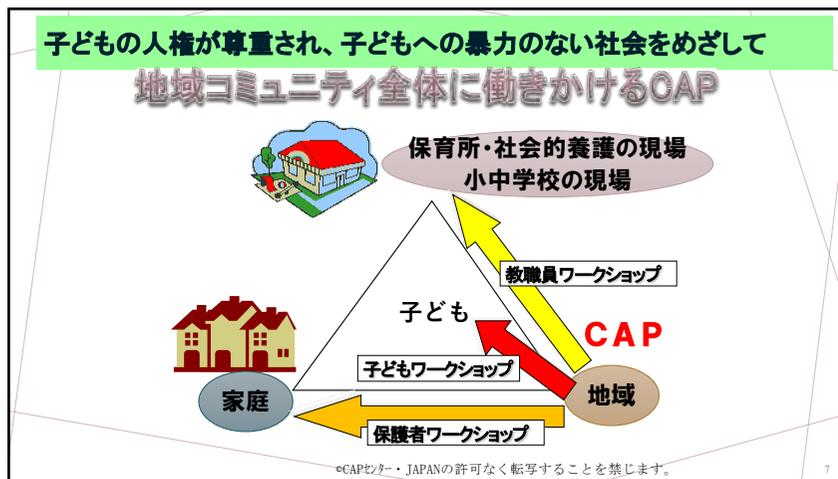 子どもの人権が尊重され、子どもへの暴力のない社会をめざして
地域コミュニティ全体に働きかけるCAP
保育所・社会的養護の現場
小中学校の現場
教職員ワークショップ
子ども
CAP
子どもワークショップ
家庭
地域
保護者ワークショップ
©CAPｾﾝﾀｰ・JAPANの許可なく転写することを禁じます。
7